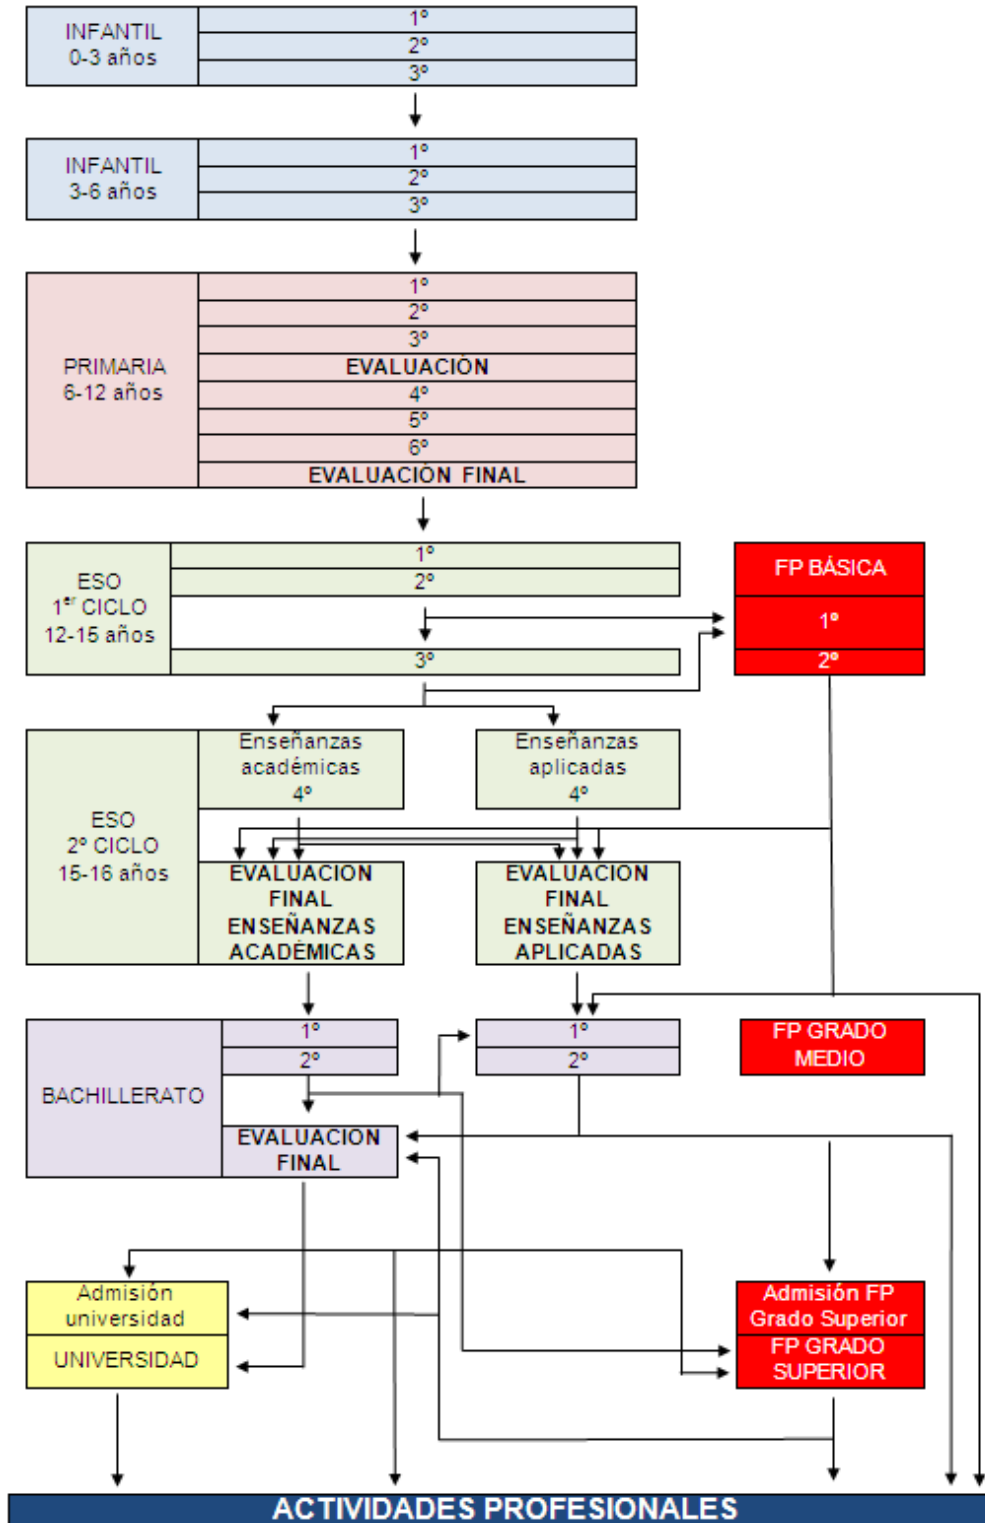 INFANTIL
0-3 años
1º
2º
3º
INFANTIL
3-6 años
1º
2º
3º
PRIMARIA
6-12 años
1º
2º
3º
EVALUACIÓN
4º
5º
6º
EVALUACIÓN FINAL
ESO
1er CICLO
12-15 años
1º
2º
3º
FP BÁSICA
1º
2º
ESO
2º CICLO
15-16 años
Enseñanzas
académicas
4º
Enseñanzas
aplicadas
4º
EVALUACION
FINAL
ENSEÑANZAS
ACADÉMICAS
EVALUACION
FINAL
ENSEÑANZAS
APLICADAS
BACHILLERATO
1º
2º
EVALUACION
FINAL
1º
2º
FP GRADO
MEDIO
Admisión
universidad
UNIVERSIDAD
Admisión FP
Grado Superior
FP GRADO
SUPERIOR
ACTIVIDADES PROFESIONALES